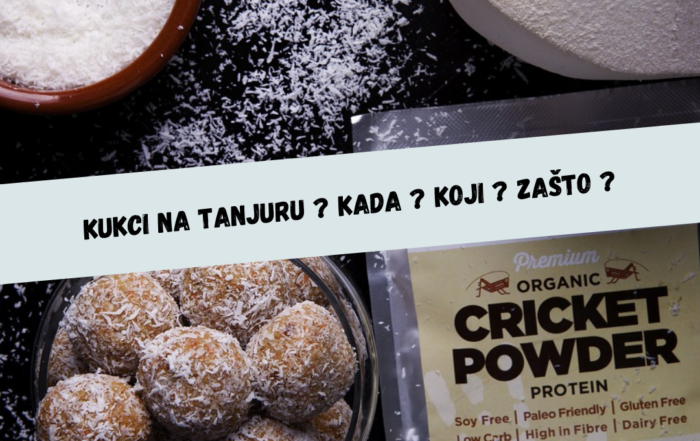 KUKCI NA TANJURU ? KADA ? KOJI ? ZAŠTO ?
Premium
ORGANIC
CRICKET
POWDER
PROTEIN
Soy Free | Paleo Friendly | Gluten Free
Low Carb | High in Fibre | Dairy Free